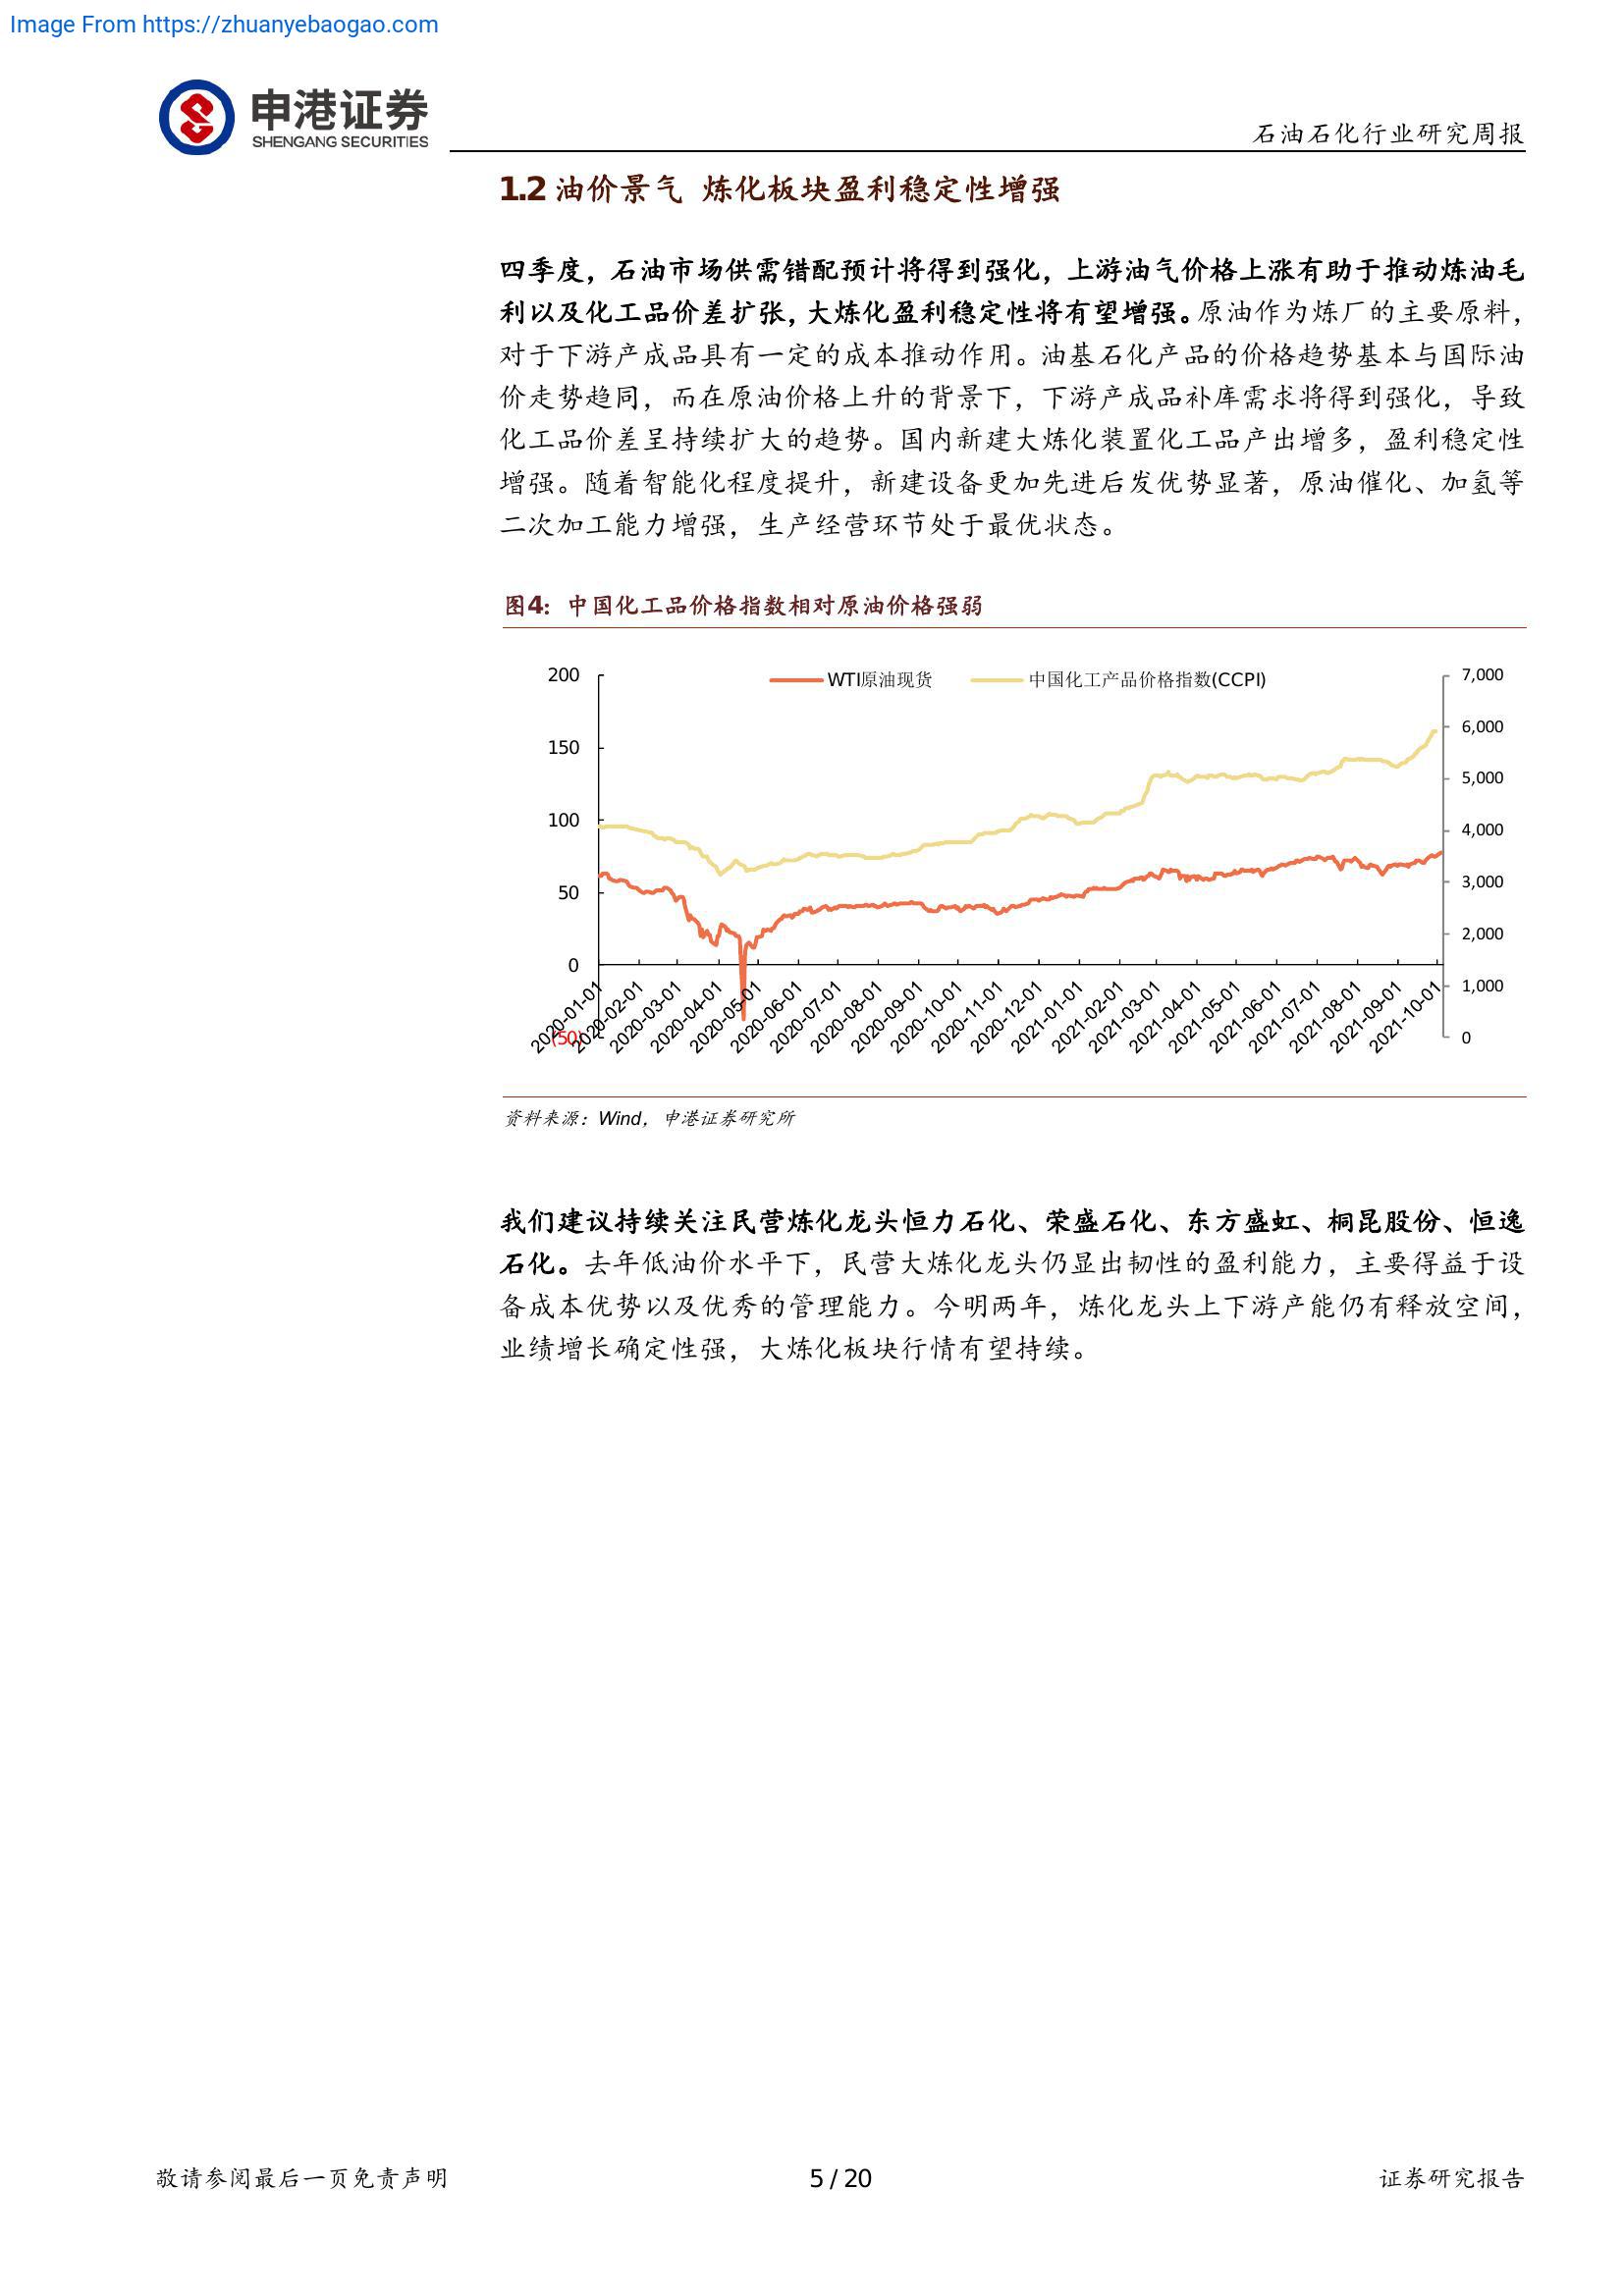 Image From https://zhuanyebaogao.com
申港证券
SHENGANG SECURITIES
石油石化行业研究周报
1.2 油价景气 炼化板块盈利稳定性增强
四季度，石油市场供需错配预计将得到强化，上游油气价格上涨有助于推动炼油毛
利以及化工品价差扩张，大炼化盈利稳定性将有望增强。原油作为炼厂的主要原料，
对于下游产成品具有一定的成本推动作用。油基石化产品的价格趋势基本与国际油
价走势趋同，而在原油价格上升的背景下，下游产成品补库需求将得到强化，导致
化工品价差呈持续扩大的趋势。国内新建大炼化装置化工品产出增多，盈利稳定性
增强。随着智能化程度提升，新建设备更加先进后发优势显著，原油催化、加氢等
二次加工能力增强，生产经营环节处于最优状态。
图4：中国化工品价格指数相对原油价格强弱
WTI原油现货 中国化工产品价格指数(CCPI)
200
150
100
50
0
(50)
7,000
6,000
5,000
4,000
3,000
2,000
1,000
0
2020-01-01
2020-02-01
2020-03-01
2020-04-01
2020-05-01
2020-06-01
2020-07-01
2020-08-01
2020-09-01
2020-10-01
2020-11-01
2020-12-01
2021-01-01
2021-02-01
2021-03-01
2021-04-01
2021-05-01
2021-06-01
2021-07-01
2021-08-01
2021-09-01
2021-10-01
资料来源：Wind，申港证券研究所
我们建议持续关注民营炼化龙头恒力石化、荣盛石化、东方盛虹、桐昆股份、恒逸
石化。去年低油价水平下，民营大炼化龙头仍显出韧性的盈利能力，主要得益于设
备成本优势以及优秀的管理能力。今明两年，炼化龙头上下游产能仍有释放空间，
业绩增长确定性强，大炼化板块行情有望持续。
敬请参阅最后一页免责声明
5 / 20
证券研究报告